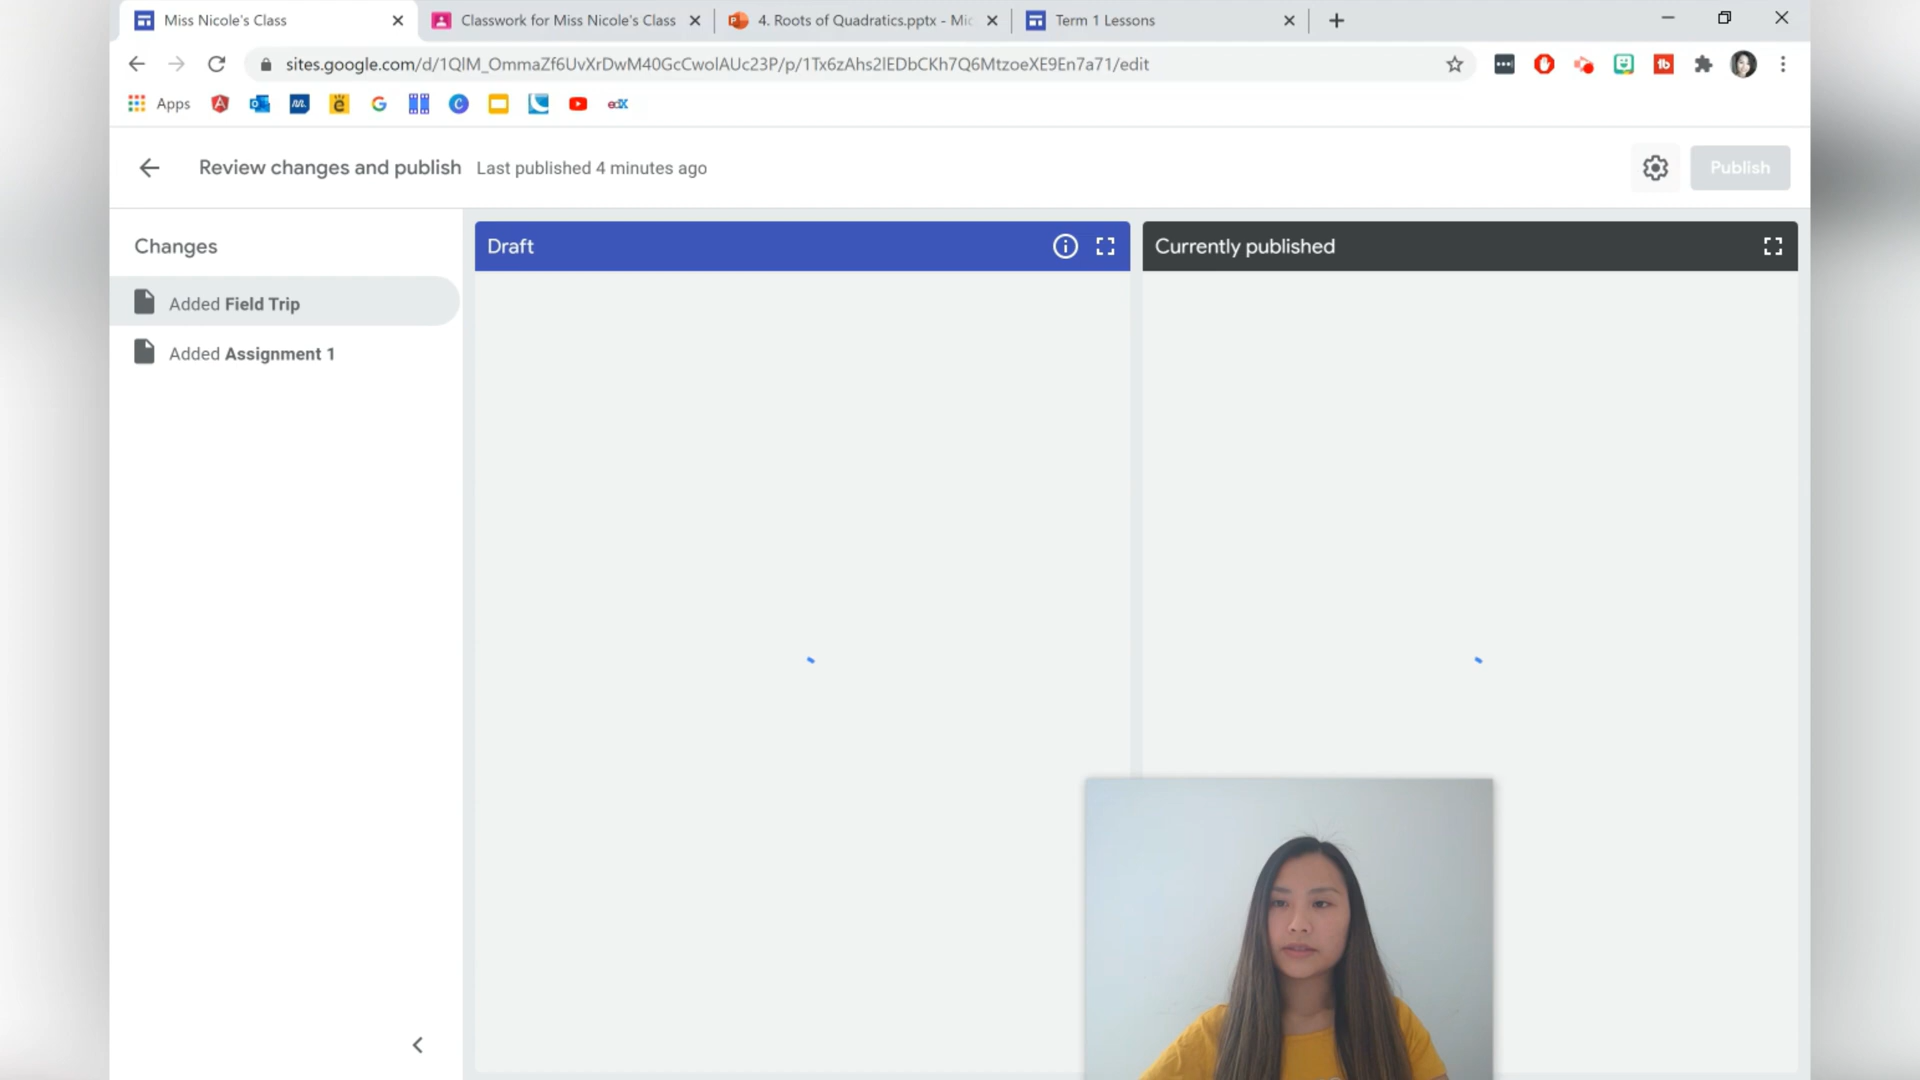 Miss Nicole's Class
Classwork for Miss Nicole's Class
4. Roots of Quadratics.pptx - Mic
Term 1 Lessons
sites.google.com/d/1QlM_OmmaZf6UvXrDwM40GcCwolAUc23P/p/1Tx6zAhs2lEDbCKh7Q6MtzoeXE9En7a71/edit
Apps
edX
Review changes and publish
Last published 4 minutes ago
Publish
Changes
Added Field Trip
Added Assignment 1
Draft
Currently published